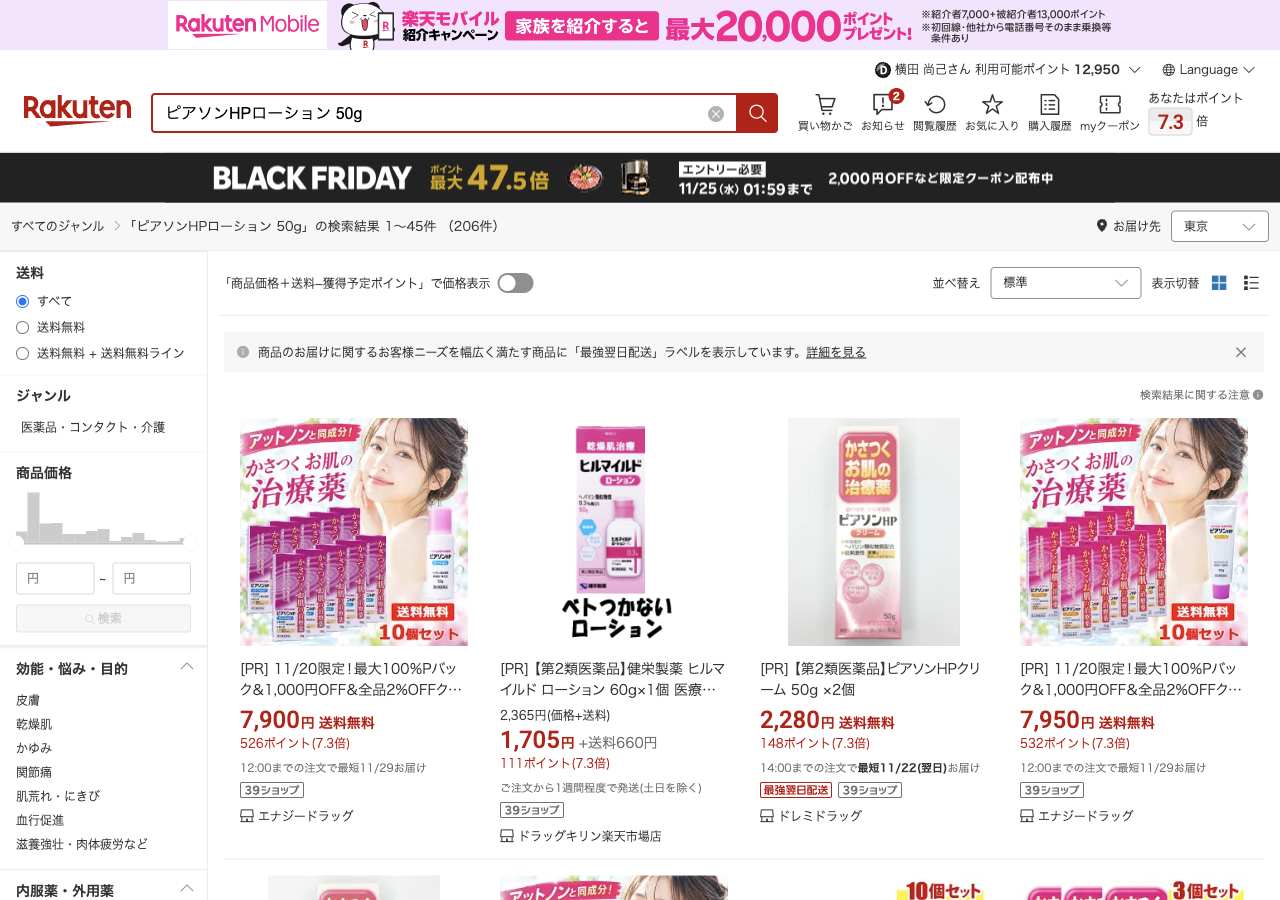 Rakuten Mobile
楽天モバイル
紹介キャンペーン
家族を紹介すると
最大20,000ポイントプレゼント!
※紹介者7,000+被紹介者13,000ポイント
※初回線・他社から電話番号そのまま乗換等
条件あり
横田 尚己さん 利用可能ポイント 12,950
Language
Rakuten
ピアソンHPローション 50g
買い物かご
2
お知らせ
閲覧履歴
お気に入り
購入履歴
myクーポン
あなたはポイント
7.3 倍
BLACK FRIDAY
ポイント最大47.5倍
エントリー必要
11/25(水) 01:59まで
2,000円OFFなど限定クーポン配布中
すべてのジャンル
「ピアソンHPローション 50g」の検索結果 1〜45件 (206件)
お届け先
東京
送料
すべて
送料無料
送料無料 + 送料無料ライン
ジャンル
医薬品・コンタクト・介護
商品価格
円 ~ 円
検索
効能・悩み・目的
皮膚
乾燥肌
かゆみ
関節痛
肌荒れ・にきび
血行促進
滋養強壮・肉体疲労など
内服薬・外用薬
「商品価格＋送料–獲得予定ポイント」で価格表示
並べ替え
標準
表示切替
商品のお届けに関するお客様ニーズを幅広く満たす商品に「最強翌日配送」ラベルを表示しています。詳細を見る
検索結果に関する注意
アットノンと同成分!
かさつくお肌の
治療薬
ピアソンHP
送料無料
10個セット
[PR] 11/20限定！最大100%Pバッ
ク&1,000円OFF&全品2%OFFク…
7,900円 送料無料
526ポイント(7.3倍)
12:00までの注文で最短11/29お届け
39ショップ
エナジードラッグ
乾燥肌治療
ヒルマイルド
ローション
ベトつかない
ローション
[PR] 【第2類医薬品】健栄製薬 ヒルマ
イルド ローション 60g×1個 医療…
2,365円(価格+送料)
1,705円 +送料660円
111ポイント(7.3倍)
ご注文から1週間程度で発送(土日を除く)
39ショップ
ドラッグキリン楽天市場店
かさつく
お肌の
治療薬
ピアソンHP
クリーム
50g
[PR] 【第2類医薬品】ピアソンHPクリ
ーム 50g ×2個
2,280円 送料無料
148ポイント(7.3倍)
14:00までの注文で最短11/22(翌日)お届け
最強翌日配送
39ショップ
ドレミドラッグ
アットノンと同成分!
かさつくお肌の
治療薬
ピアソンHP
送料無料
10個セット
[PR] 11/20限定！最大100%Pバッ
ク&1,000円OFF&全品2%OFFク…
7,950円 送料無料
532ポイント(7.3倍)
12:00までの注文で最短11/29お届け
39ショップ
エナジードラッグ
アットノンと同成分!
10個セット
3個セット